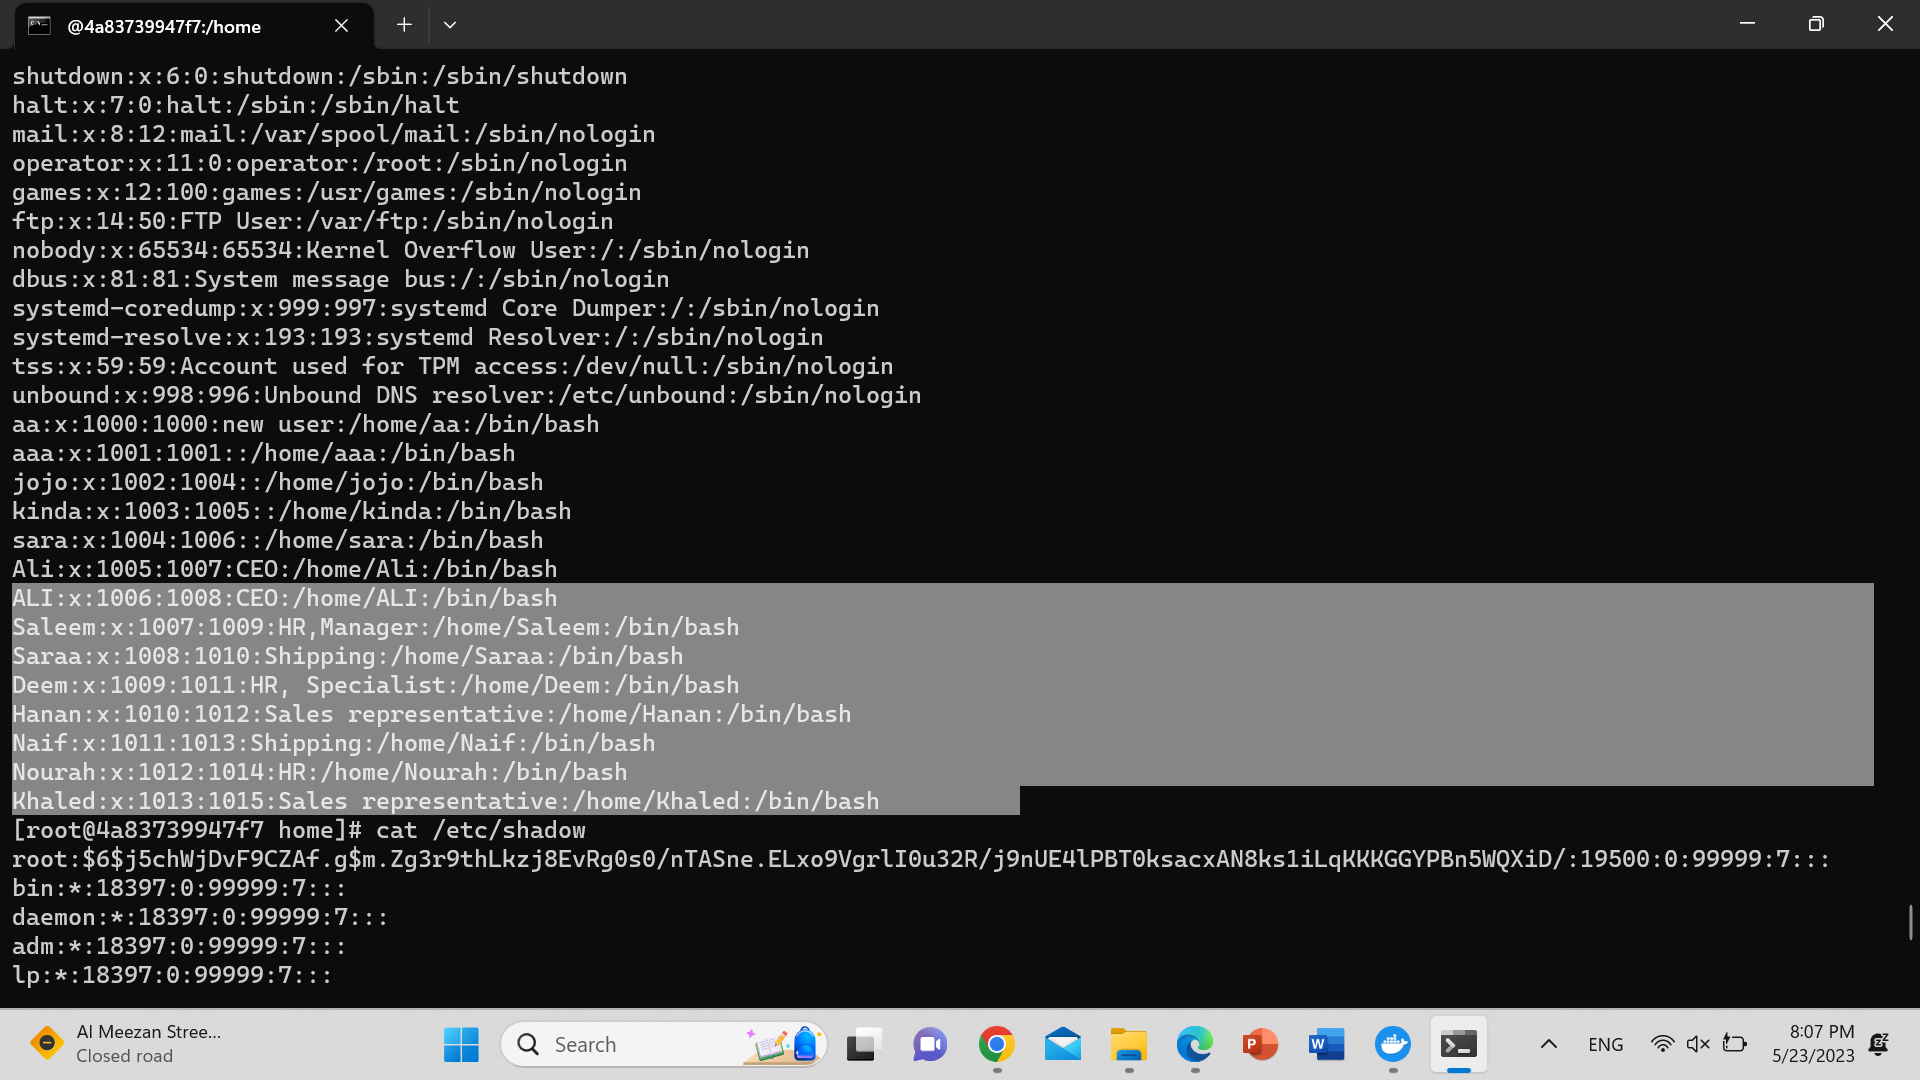 @4a83739947f7:/home
shutdown:x:6:0:shutdown:/sbin:/sbin/shutdown
halt:x:7:0:halt:/sbin:/sbin/halt
mail:x:8:12:mail:/var/spool/mail:/sbin/nologin
operator:x:11:0:operator:/root:/sbin/nologin
games:x:12:100:games:/usr/games:/sbin/nologin
ftp:x:14:50:FTP User:/var/ftp:/sbin/nologin
nobody:x:65534:65534:Kernel Overflow User:/:/sbin/nologin
dbus:x:81:81:System message bus:/:/sbin/nologin
systemd-coredump:x:999:997:systemd Core Dumper:/:/sbin/nologin
systemd-resolve:x:193:193:systemd Resolver:/:/sbin/nologin
tss:x:59:59:Account used for TPM access:/dev/null:/sbin/nologin
unbound:x:998:996:Unbound DNS resolver:/etc/unbound:/sbin/nologin
aa:x:1000:1000:new user:/home/aa:/bin/bash
aaa:x:1001:1001::/home/aaa:/bin/bash
jojo:x:1002:1004::/home/jojo:/bin/bash
kinda:x:1003:1005::/home/kinda:/bin/bash
sara:x:1004:1006::/home/sara:/bin/bash
Ali:x:1005:1007:CEO:/home/Ali:/bin/bash
ALI:x:1006:1008:CEO:/home/ALI:/bin/bash
Saleem:x:1007:1009:HR,Manager:/home/Saleem:/bin/bash
Saraa:x:1008:1010:Shipping:/home/Saraa:/bin/bash
Deem:x:1009:1011:HR, Specialist:/home/Deem:/bin/bash
Hanan:x:1010:1012:Sales representative:/home/Hanan:/bin/bash
Naif:x:1011:1013:Shipping:/home/Naif:/bin/bash
Nourah:x:1012:1014:HR:/home/Nourah:/bin/bash
Khaled:x:1013:1015:Sales representative:/home/Khaled:/bin/bash
[root@4a83739947f7 home]# cat /etc/shadow
root:$6$j5chWjDvF9CZAf.g$m.Zg3r9thLkzj8EvRg0s0/nTASne.ELxo9VgrlI0u32R/j9nUE4lPBT0ksacxAN8ks1iLqKKKGGYPBn5WQXiD/:19500:0:99999:7:::
bin:*:18397:0:99999:7:::
daemon:*:18397:0:99999:7:::
adm:*:18397:0:99999:7:::
lp:*:18397:0:99999:7:::
Al Meezan Stree...
Closed road
Search
ENG
8:07 PM
5/23/2023